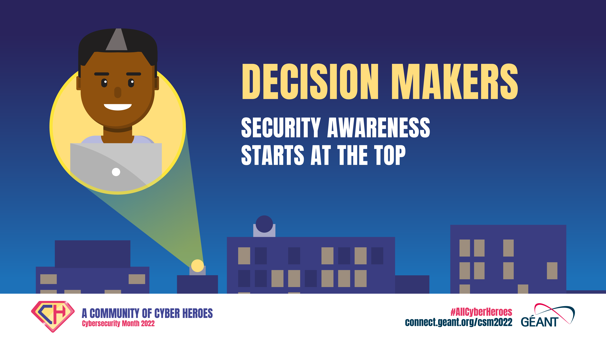 DECISION MAKERS
SECURITY AWARENESS
STARTS AT THE TOP
CH
A COMMUNITY OF CYBER HEROES
Cybersecurity Month 2022
#AllCyberHeroes
connect.geant.org/csm2022
GÉANT